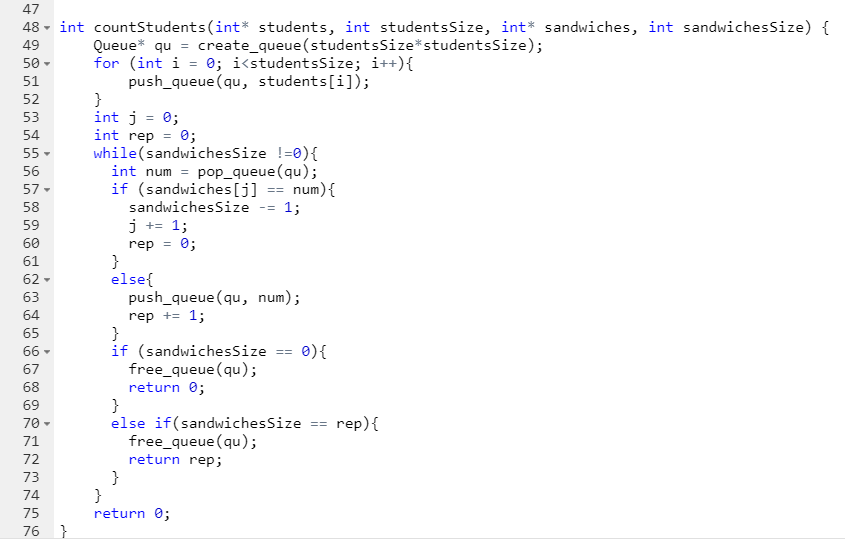 47
48 int countStudents(int* students, int studentsSize, int* sandwiches, int sandwichesSize) {
49     Queue* qu = create_queue(studentsSize*studentsSize);
50     for (int i = 0; i<studentsSize; i++){
51         push_queue(qu, students[i]);
52     }
53     int j = 0;
54     int rep = 0;
55     while(sandwichesSize !=0){
56       int num = pop_queue(qu);
57       if (sandwiches[j] == num){
58         sandwichesSize -= 1;
59         j += 1;
60         rep = 0;
61       }
62       else{
63         push_queue(qu, num);
64         rep += 1;
65       }
66       if (sandwichesSize == 0){
67         free_queue(qu);
68         return 0;
69       }
70       else if(sandwichesSize == rep){
71         free_queue(qu);
72         return rep;
73       }
74     }
75     return 0;
76 }